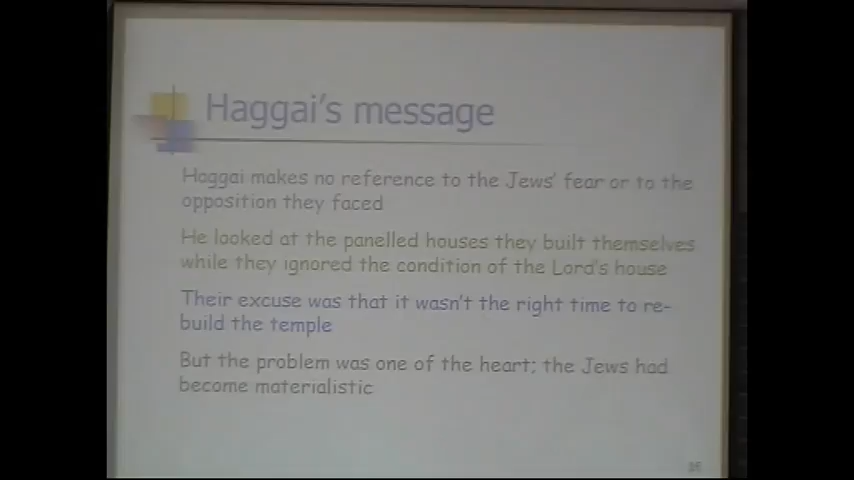 Haggai's message
Haggai makes no reference to the Jews' fear or to the
opposition they faced
He looked at the panelled houses they built themselves
while they ignored the condition of the Lord's house
Their excuse was that it wasn't the right time to re-
build the temple
But the problem was one of the heart; the Jews had
become materialistic